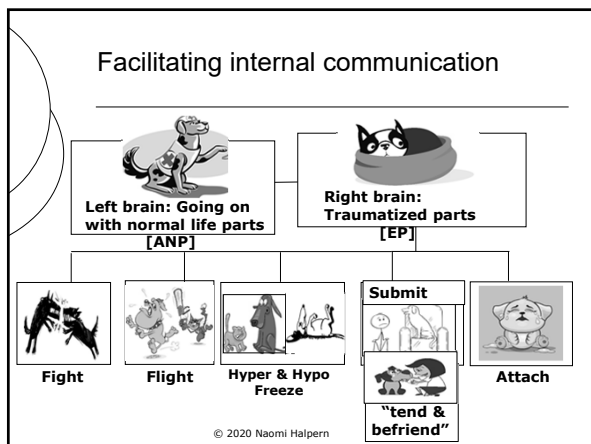 Facilitating internal communication
Left brain: Going on
with normal life parts
[ANP]
Right brain:
Traumatized parts
[EP]
Fight
Flight
Hyper & Hypo
Freeze
Submit
“tend &
befriend”
Attach
© 2020 Naomi Halpern